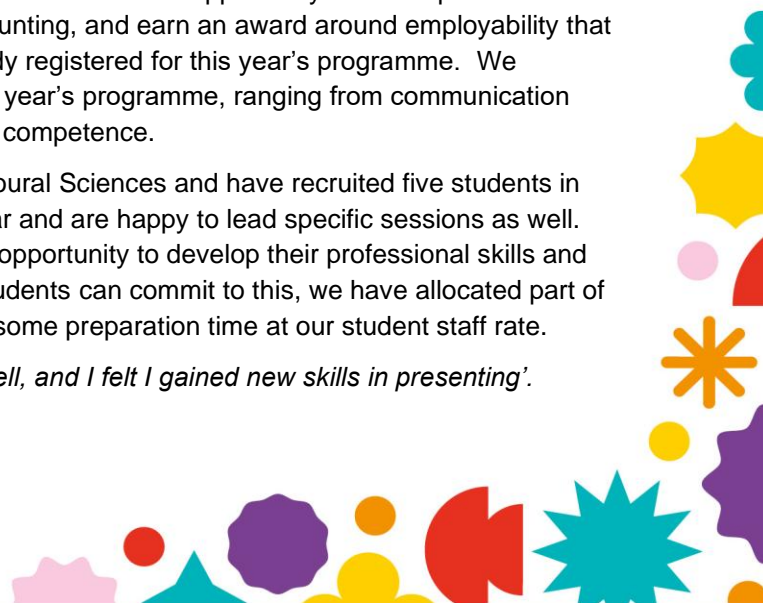 unting, and earn an award around employability that
dy registered for this year's programme.  We
year's programme, ranging from communication
competence.
oural Sciences and have recruited five students in
ar and are happy to lead specific sessions as well.
opportunity to develop their professional skills and
udents can commit to this, we have allocated part of
some preparation time at our student staff rate.
ell, and I felt I gained new skills in presenting'.